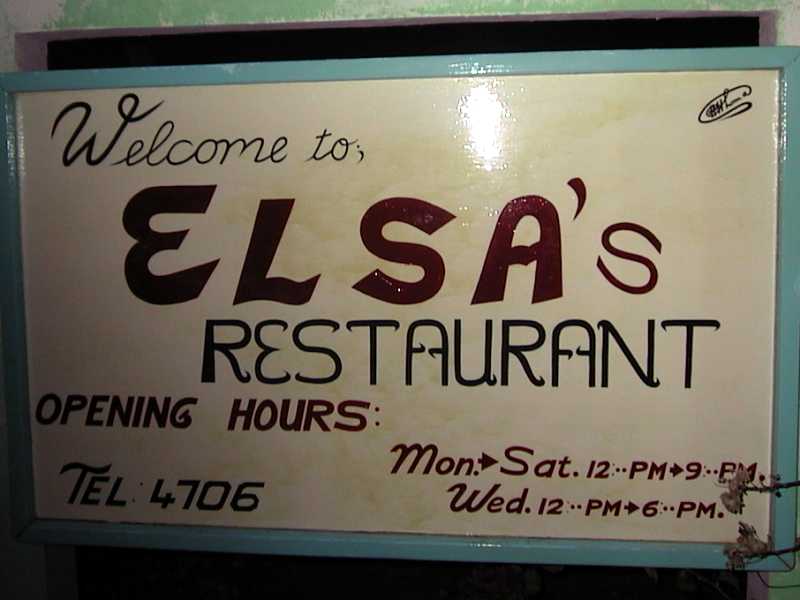 Welcome to;
ELSA's
RESTAURANT
OPENING HOURS:
Mon.→Sat. 12··PM→9··PM.
Wed. 12··PM→6··PM.
TEL: 4706